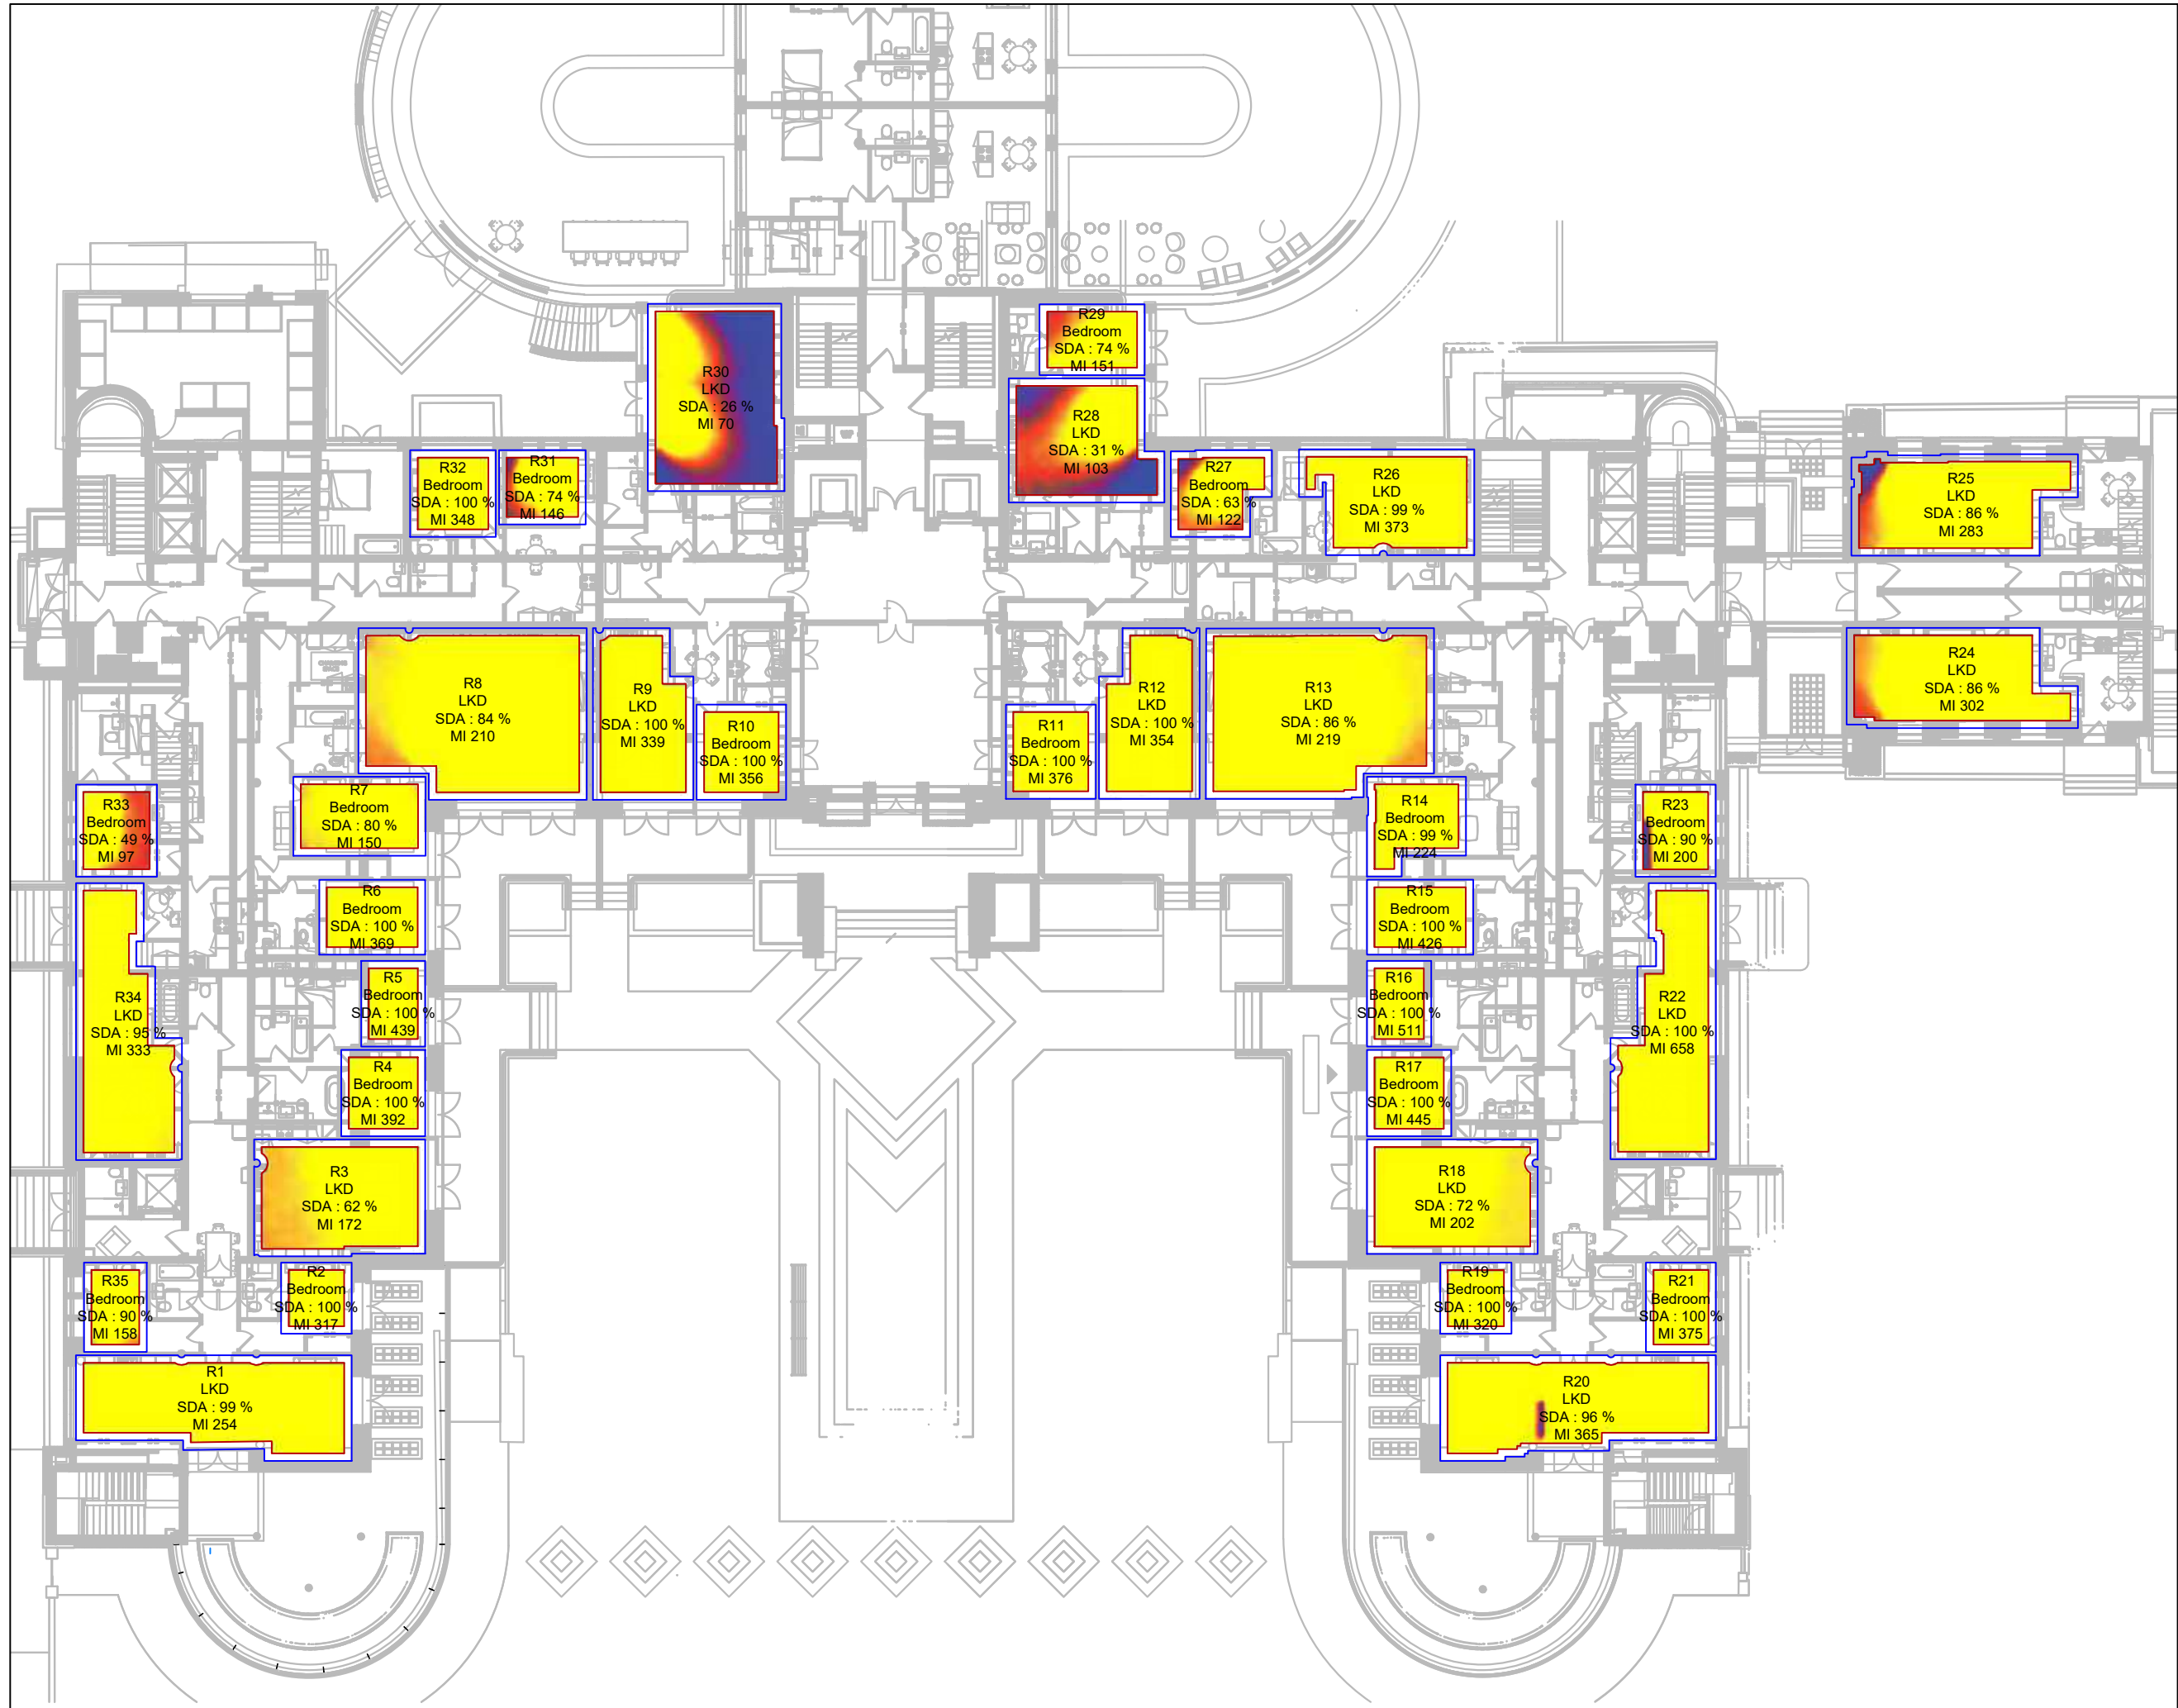 R29
Bedroom
SDA : 74 %
MI 151
R30
LKD
SDA : 26 %
MI 70
R28
LKD
SDA : 31 %
MI 103
R32
Bedroom
SDA : 100 %
MI 348
R31
Bedroom
SDA : 74 %
MI 146
R27
Bedroom
SDA : 63 %
MI 122
R26
LKD
SDA : 99 %
MI 373
R25
LKD
SDA : 86 %
MI 283
R8
LKD
SDA : 84 %
MI 210
R9
LKD
SDA : 100 %
MI 339
R10
Bedroom
SDA : 100 %
MI 356
R11
Bedroom
SDA : 100 %
MI 376
R12
LKD
SDA : 100 %
MI 354
R13
LKD
SDA : 86 %
MI 219
R24
LKD
SDA : 86 %
MI 302
R33
Bedroom
SDA : 49 %
MI 97
R7
Bedroom
SDA : 80 %
MI 150
R14
Bedroom
SDA : 99 %
MI 224
R23
Bedroom
SDA : 90 %
MI 200
R6
Bedroom
SDA : 100 %
MI 369
R15
Bedroom
SDA : 100 %
MI 426
R34
LKD
SDA : 95 %
MI 333
R5
Bedroom
SDA : 100 %
MI 439
R16
Bedroom
SDA : 100 %
MI 511
R22
LKD
SDA : 100 %
MI 658
R4
Bedroom
SDA : 100 %
MI 392
R17
Bedroom
SDA : 100 %
MI 445
R3
LKD
SDA : 62 %
MI 172
R18
LKD
SDA : 72 %
MI 202
R35
Bedroom
SDA : 90 %
MI 158
R2
Bedroom
SDA : 100 %
MI 317
R19
Bedroom
SDA : 100 %
MI 320
R21
Bedroom
SDA : 100 %
MI 375
R1
LKD
SDA : 99 %
MI 254
R20
LKD
SDA : 96 %
MI 365